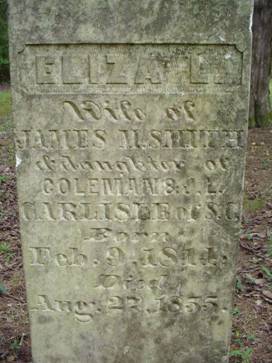 ELIZA L.
Wife of
JAMES M. SMITH
& daughter of
COLEMAN & J. L.
CARLISLE of S.C.
Born
Feb. 9, 1814.
Died
Aug. 22, 1855.